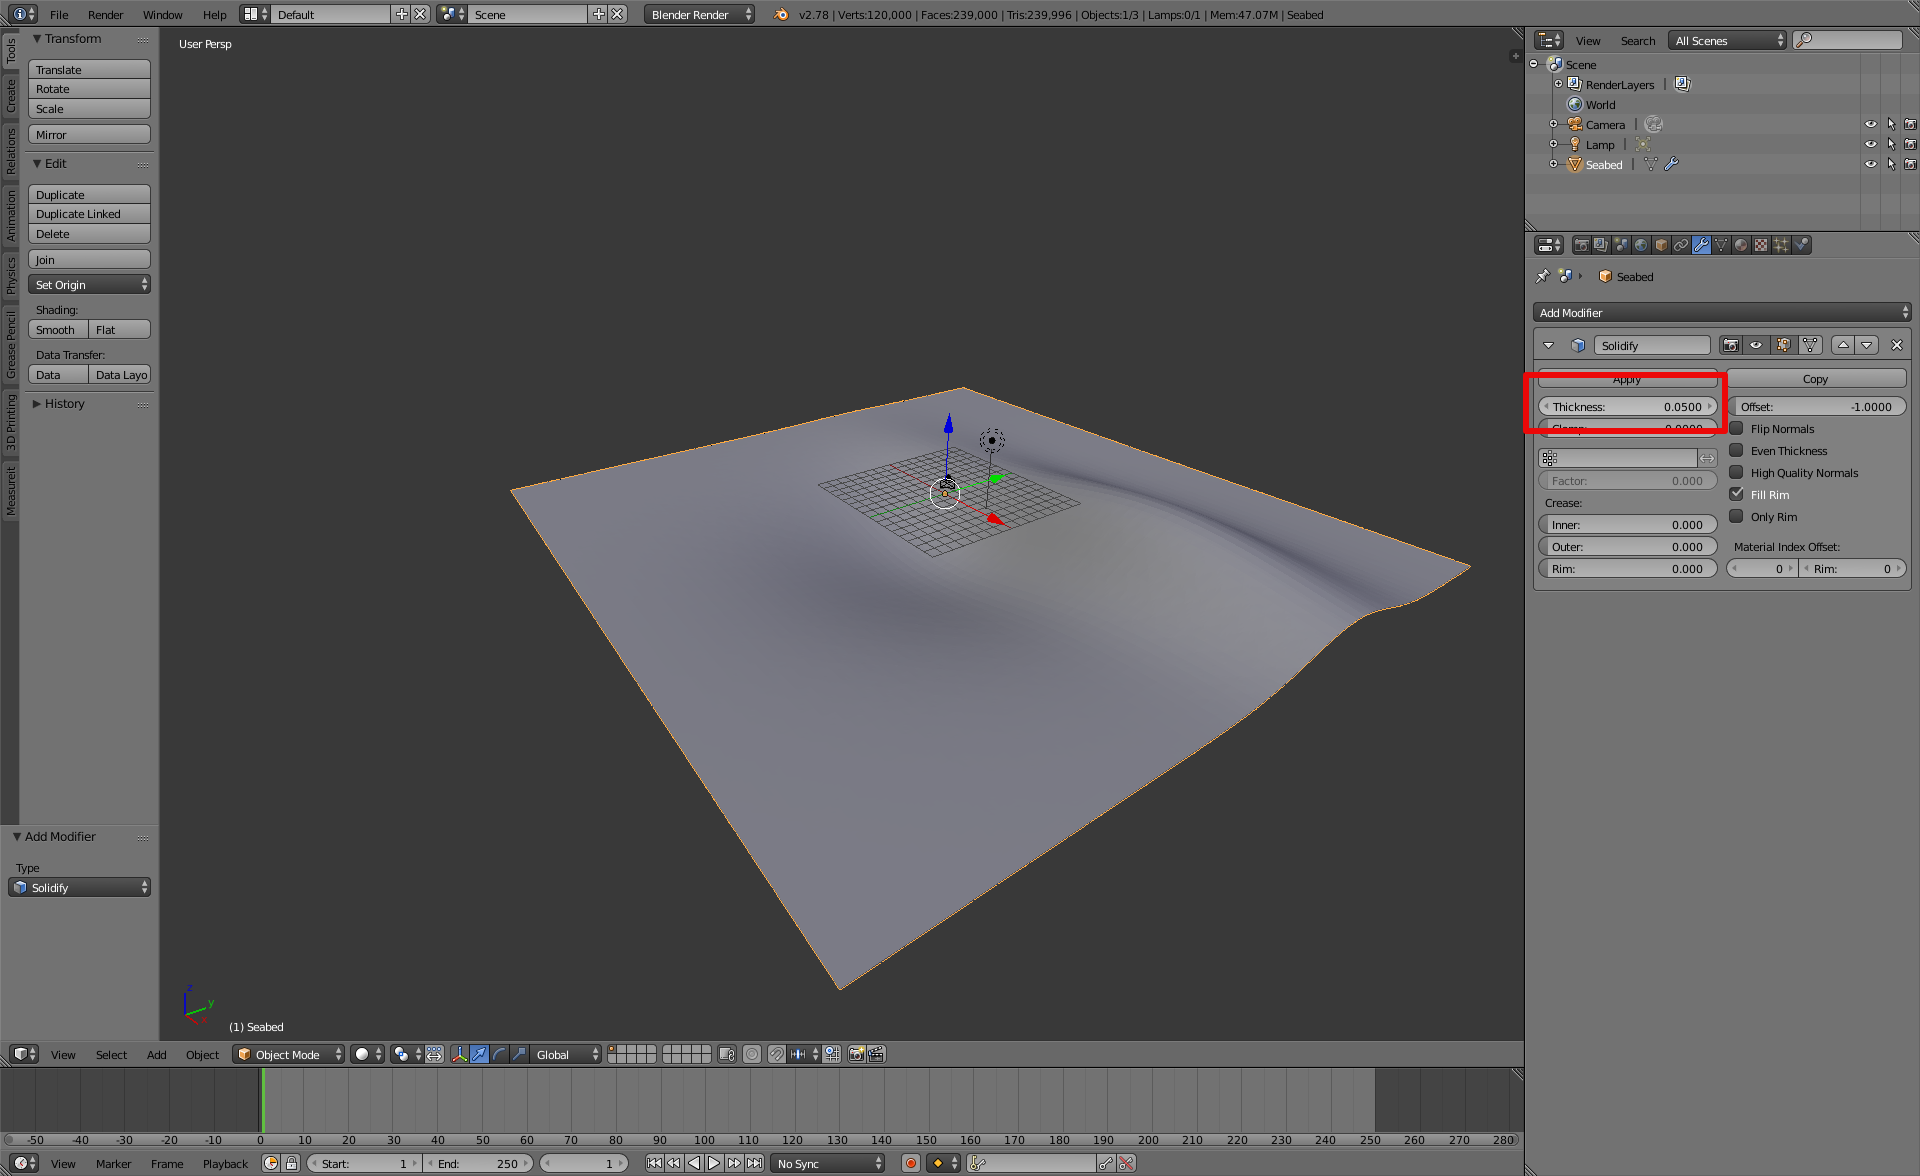 File Render Window Help Default Scene Blender Render v2.78 | Verts:120,000 | Faces:239,000 | Tris:239,996 | Objects:1/3 | Lamps:0/1 | Mem:47.07M | Seabed
Tools
Create
Relations
Animation
Physics
Grease Pencil
3D Printing
Measureit
Transform
Translate
Rotate
Scale
Mirror
Edit
Duplicate
Duplicate Linked
Delete
Join
Set Origin
Shading:
Smooth Flat
Data Transfer:
Data Data Layo
History
Add Modifier
Type
Solidify
User Persp
z
y
x
(1) Seabed
View Search All Scenes
Scene
RenderLayers |
World
Camera |
Lamp |
Seabed |
Seabed
Add Modifier
Solidify
Apply Copy
Thickness: 0.0500 Offset: -1.0000
Clamp: 0.0000 Flip Normals
Even Thickness
High Quality Normals
Factor: 0.000
Fill Rim
Crease:
Only Rim
Inner: 0.000
Outer: 0.000 Material Index Offset:
Rim: 0.000 0 Rim: 0
View Select Add Object Object Mode Global
-50 -40 -30 -20 -10 0 10 20 30 40 50 60 70 80 90 100 110 120 130 140 150 160 170 180 190 200 210 220 230 240 250 260 270 280
View Marker Frame Playback Start: 1 End: 250 1 No Sync